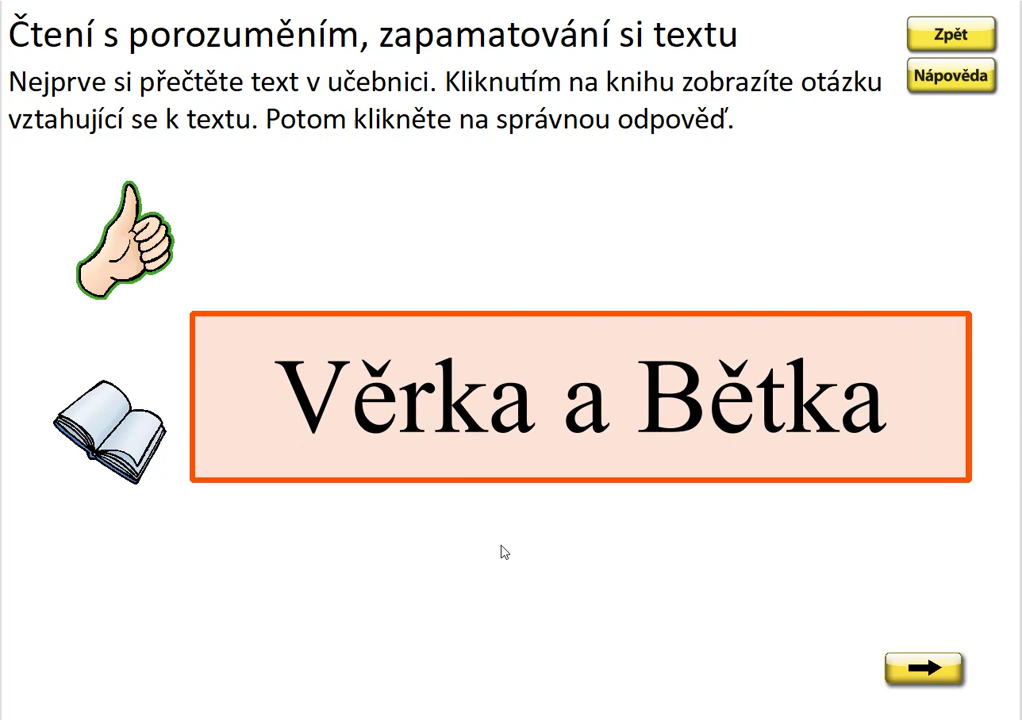 Čtení s porozuměním, zapamatování si textu
Zpět
Nejprve si přečtěte text v učebnici. Kliknutím na knihu zobrazíte otázku
Nápověda
vztahující se k textu. Potom klikněte na správnou odpověď.
Věrka a Bětka